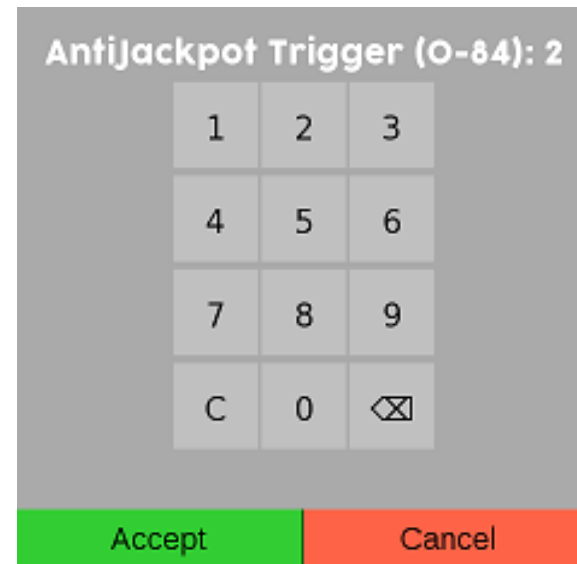 AntiJackpot Trigger (0-84): 2
1 2 3
4 5 6
7 8 9
C 0 ⌫
Accept Cancel